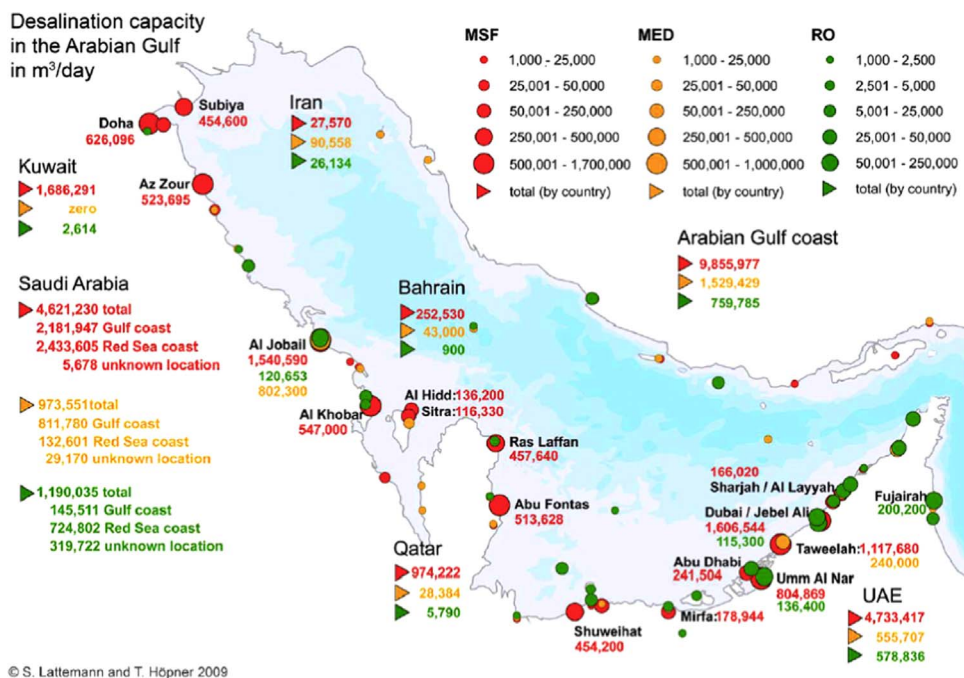 Desalination capacity
in the Arabian Gulf
in m³/day
MSF
1,000 - 25,000
25,001 - 50,000
50,001 - 250,000
250,001 - 500,000
500,001 - 1,700,000
total (by country)
MED
1,000 - 25,000
25,001 - 50,000
50,001 - 250,000
250,001 - 500,000
500,001 - 1,000,000
total (by country)
RO
1,000 - 2,500
2,501 - 5,000
5,001 - 25,000
25,001 - 50,000
50,001 - 250,000
total (by country)
Subiya
454,600
Doha
626,096
Iran
27,570
90,558
26,134
Kuwait
1,686,291
zero
2,614
Az Zour
523,695
Arabian Gulf coast
9,855,977
1,529,429
759,785
Saudi Arabia
4,621,230 total
2,181,947 Gulf coast
2,433,605 Red Sea coast
5,678 unknown location
973,551total
811,780 Gulf coast
132,601 Red Sea coast
29,170 unknown location
1,190,035 total
145,511 Gulf coast
724,802 Red Sea coast
319,722 unknown location
Bahrain
252,530
43,000
900
Al Jobail
1,540,590
120,653
802,300
Al Hidd:136,200
Sitra:116,330
Al Khobar
547,000
Ras Laffan
457,640
Abu Fontas
513,628
166,020
Sharjah / Al Layyah
Dubai / Jebel Ali
1,606,544
115,300
Fujairah
200,200
Taweelah:1,117,680
240,000
Abu Dhabi
241,504
Umm Al Nar
804,869
136,400
Qatar
974,222
28,384
5,790
Shuweihat
454,200
Mirfa:178,944
UAE
4,733,417
555,707
578,836
© S. Lattemann and T. Höpner 2009